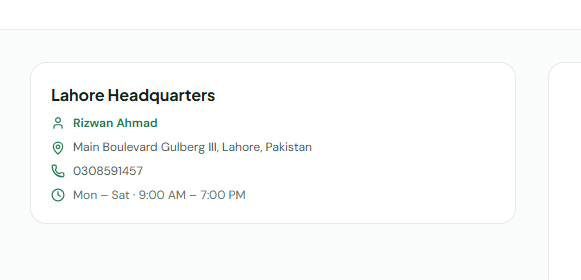 Lahore Headquarters
Rizwan Ahmad
Main Boulevard Gulberg III, Lahore, Pakistan
0308591457
Mon – Sat · 9:00 AM – 7:00 PM